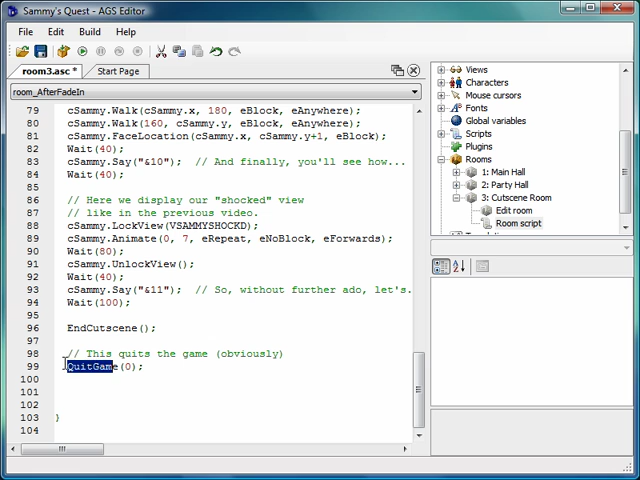 Sammy's Quest - AGS Editor
File Edit Build Help
room3.asc * Start Page
room_AfterFadeIn
79 cSammy.Walk(cSammy.x, 180, eBlock, eAnywhere);
80 cSammy.Walk(160, cSammy.y, eBlock, eAnywhere);
81 cSammy.FaceLocation(cSammy.x, cSammy.y+1, eBlock);
82 Wait(40);
83 cSammy.Say("&10"); // And finally, you'll see how...
84 Wait(40);
85
86 // Here we display our "shocked" view
87 // like in the previous video.
88 cSammy.LockView(VSAMMYSHOCKD);
89 cSammy.Animate(0, 7, eRepeat, eNoBlock, eForwards);
90 Wait(80);
91 cSammy.UnlockView();
92 Wait(40);
93 cSammy.Say("&11"); // So, without further ado, let's.
94 Wait(100);
95
96 EndCutscene();
97
98 // This quits the game (obviously)
99 QuitGame(0);
100
101
102
103 }
104
Views
Characters
Mouse cursors
Fonts
Global variables
Scripts
Plugins
Rooms
1: Main Hall
2: Party Hall
3: Cutscene Room
Edit room
Room script